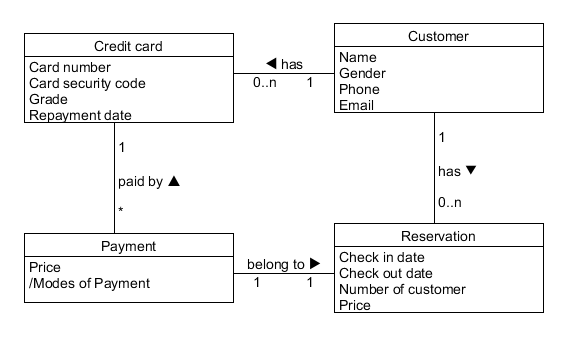 Credit card
Card number
Card security code
Grade
Repayment date
◀ has
0..n 1
Customer
Name
Gender
Phone
Email
1
paid by ▲
*
1
has ▼
0..n
Payment
Price
/Modes of Payment
belong to ▶
1 1
Reservation
Check in date
Check out date
Number of customer
Price